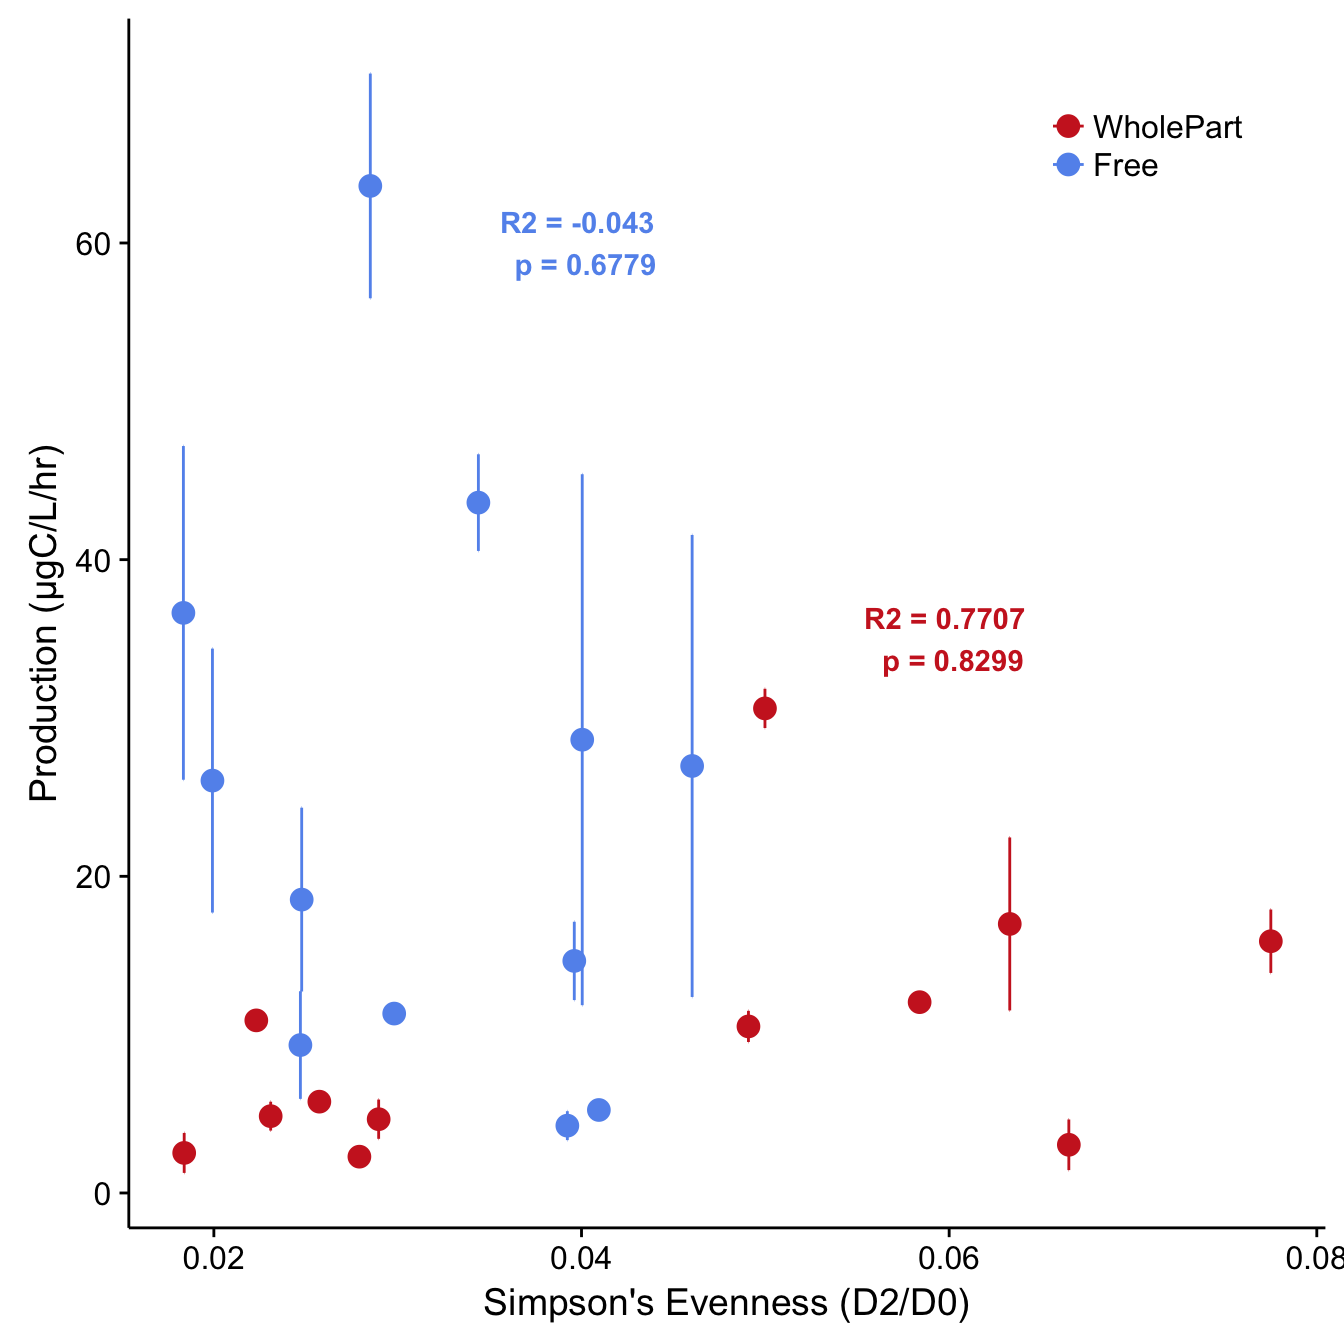 WholePart
Free
R2 = -0.043
p = 0.6779
60
40
R2 = 0.7707
p = 0.8299
20
0
Production (µgC/L/hr)
0.02
0.04
0.06
0.08
Simpson's Evenness (D2/D0)